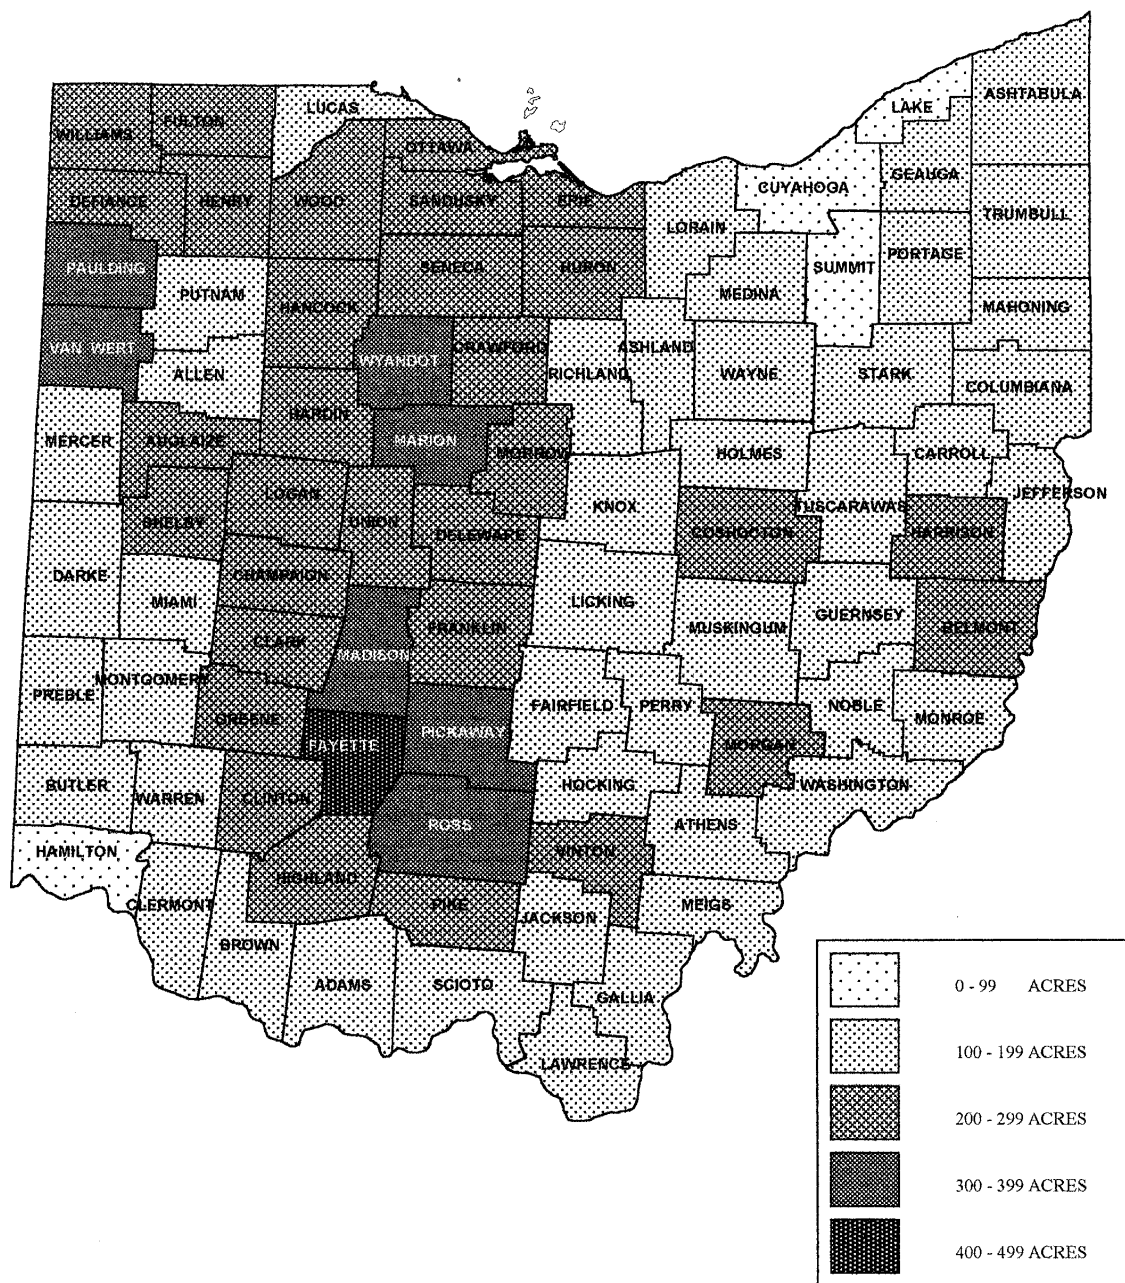 ASHTABULA
LAKE
LUCAS
FULTON
WILLIAMS
OTTAWA
GEAUGA
CUYAHOGA
DEFIANCE
HENRY
WOOD
SANDUSKY
ERIE
TRUMBULL
LORAIN
PORTAGE
PAULDING
SENECA
HURON
SUMMIT
PUTNAM
MEDINA
HANCOCK
MAHONING
VAN WERT
CRAWFORD
ASHLAND
WYANDOT
ALLEN
RICHLAND
WAYNE
STARK
COLUMBIANA
HARDIN
MERCER
AUGLAIZE
MARION
MORROW
HOLMES
CARROLL
LOGAN
JEFFERSON
KNOX
TUSCARAWAS
SHELBY
UNION
DELEWARE
COSHOCTON
HARRISON
DARKE
CHAMPAIGN
MIAMI
LICKING
GUERNSEY
CLARK
FRANKLIN
MUSKINGUM
BELMONT
MADISON
PREBLE
MONTGOMERY
FAIRFIELD
PERRY
NOBLE
GREENE
MONROE
FAYETTE
PICKAWAY
MORGAN
BUTLER
WARREN
CLINTON
HOCKING
WASHINGTON
ROSS
ATHENS
HAMILTON
VINTON
HIGHLAND
CLERMONT
PIKE
JACKSON
MEIGS
BROWN
ADAMS
SCIOTO
GALLIA
LAWRENCE
0 - 99 ACRES
100 - 199 ACRES
200 - 299 ACRES
300 - 399 ACRES
400 - 499 ACRES